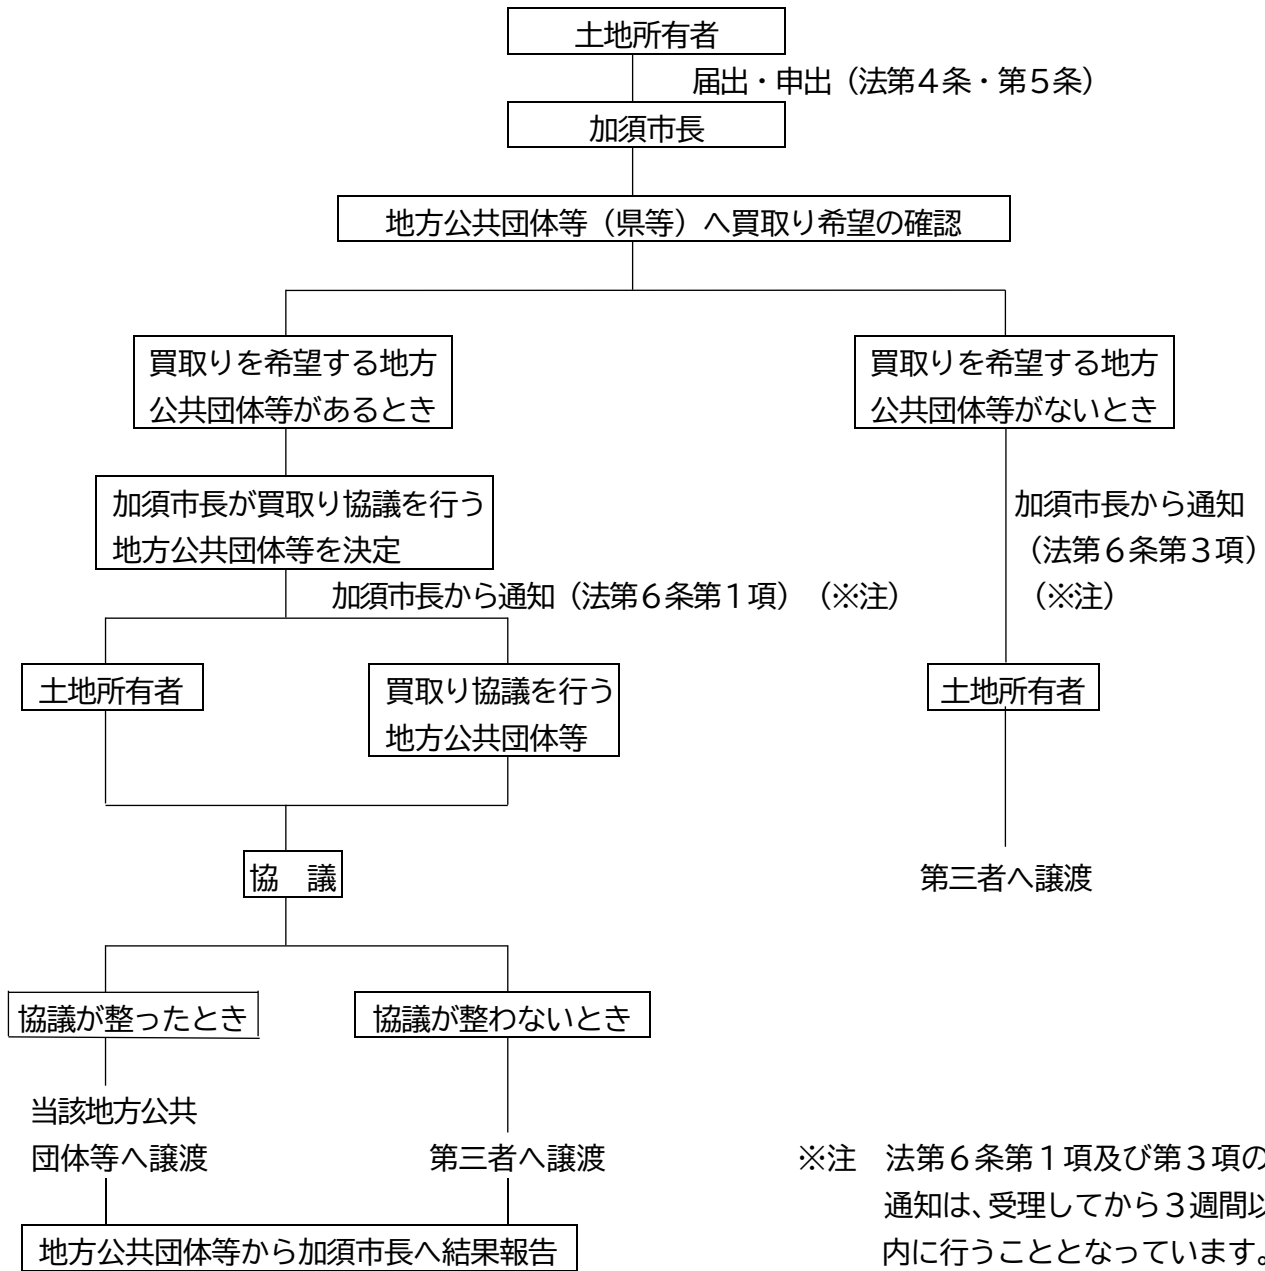 土地所有者
届出・申出（法第４条・第５条）
加須市長
地方公共団体等（県等）へ買取り希望の確認
買取りを希望する地方
公共団体等があるとき
買取りを希望する地方
公共団体等がないとき
加須市長が買取り協議を行う
地方公共団体等を決定
加須市長から通知
（法第６条第３項）
（※注）
加須市長から通知（法第６条第１項）（※注）
土地所有者
買取り協議を行う
地方公共団体等
土地所有者
協　議
第三者へ譲渡
協議が整ったとき
協議が整わないとき
当該地方公共
団体等へ譲渡
第三者へ譲渡
※注　法第６条第１項及び第３項の
通知は、受理してから３週間以
内に行うこととなっています。
地方公共団体等から加須市長へ結果報告